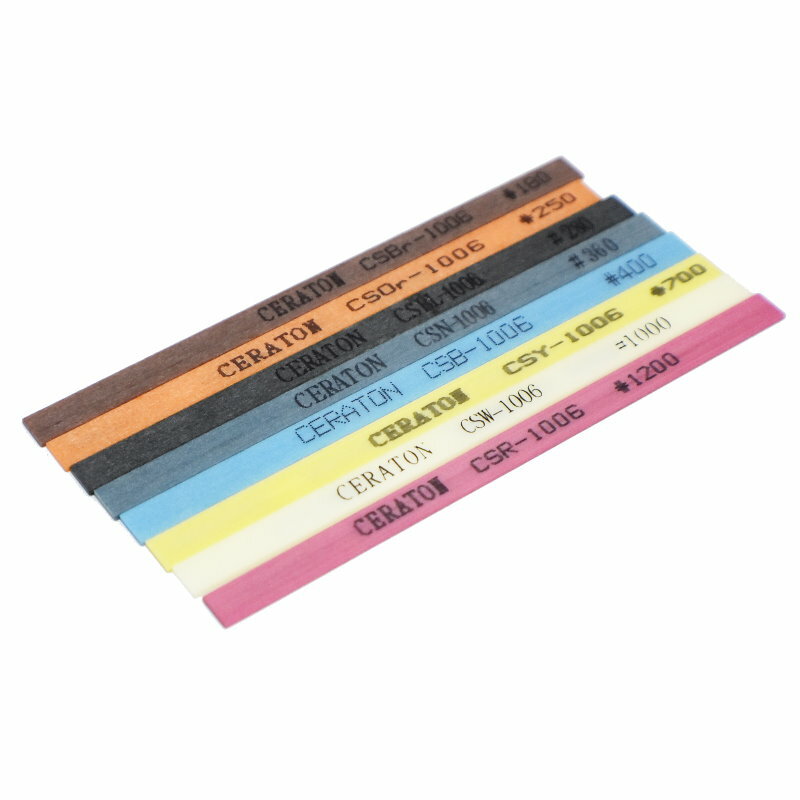 CERATON CSBr-1006 #180
CERATON CSOr-1006 #250
CERATON #280
CERATON CSN-1006 #360
CERATON CSB-1006 #400
CERATON CSY-1006 #700
CERATON CSW-1006 =1000
CERATON CSR-1006 #1200